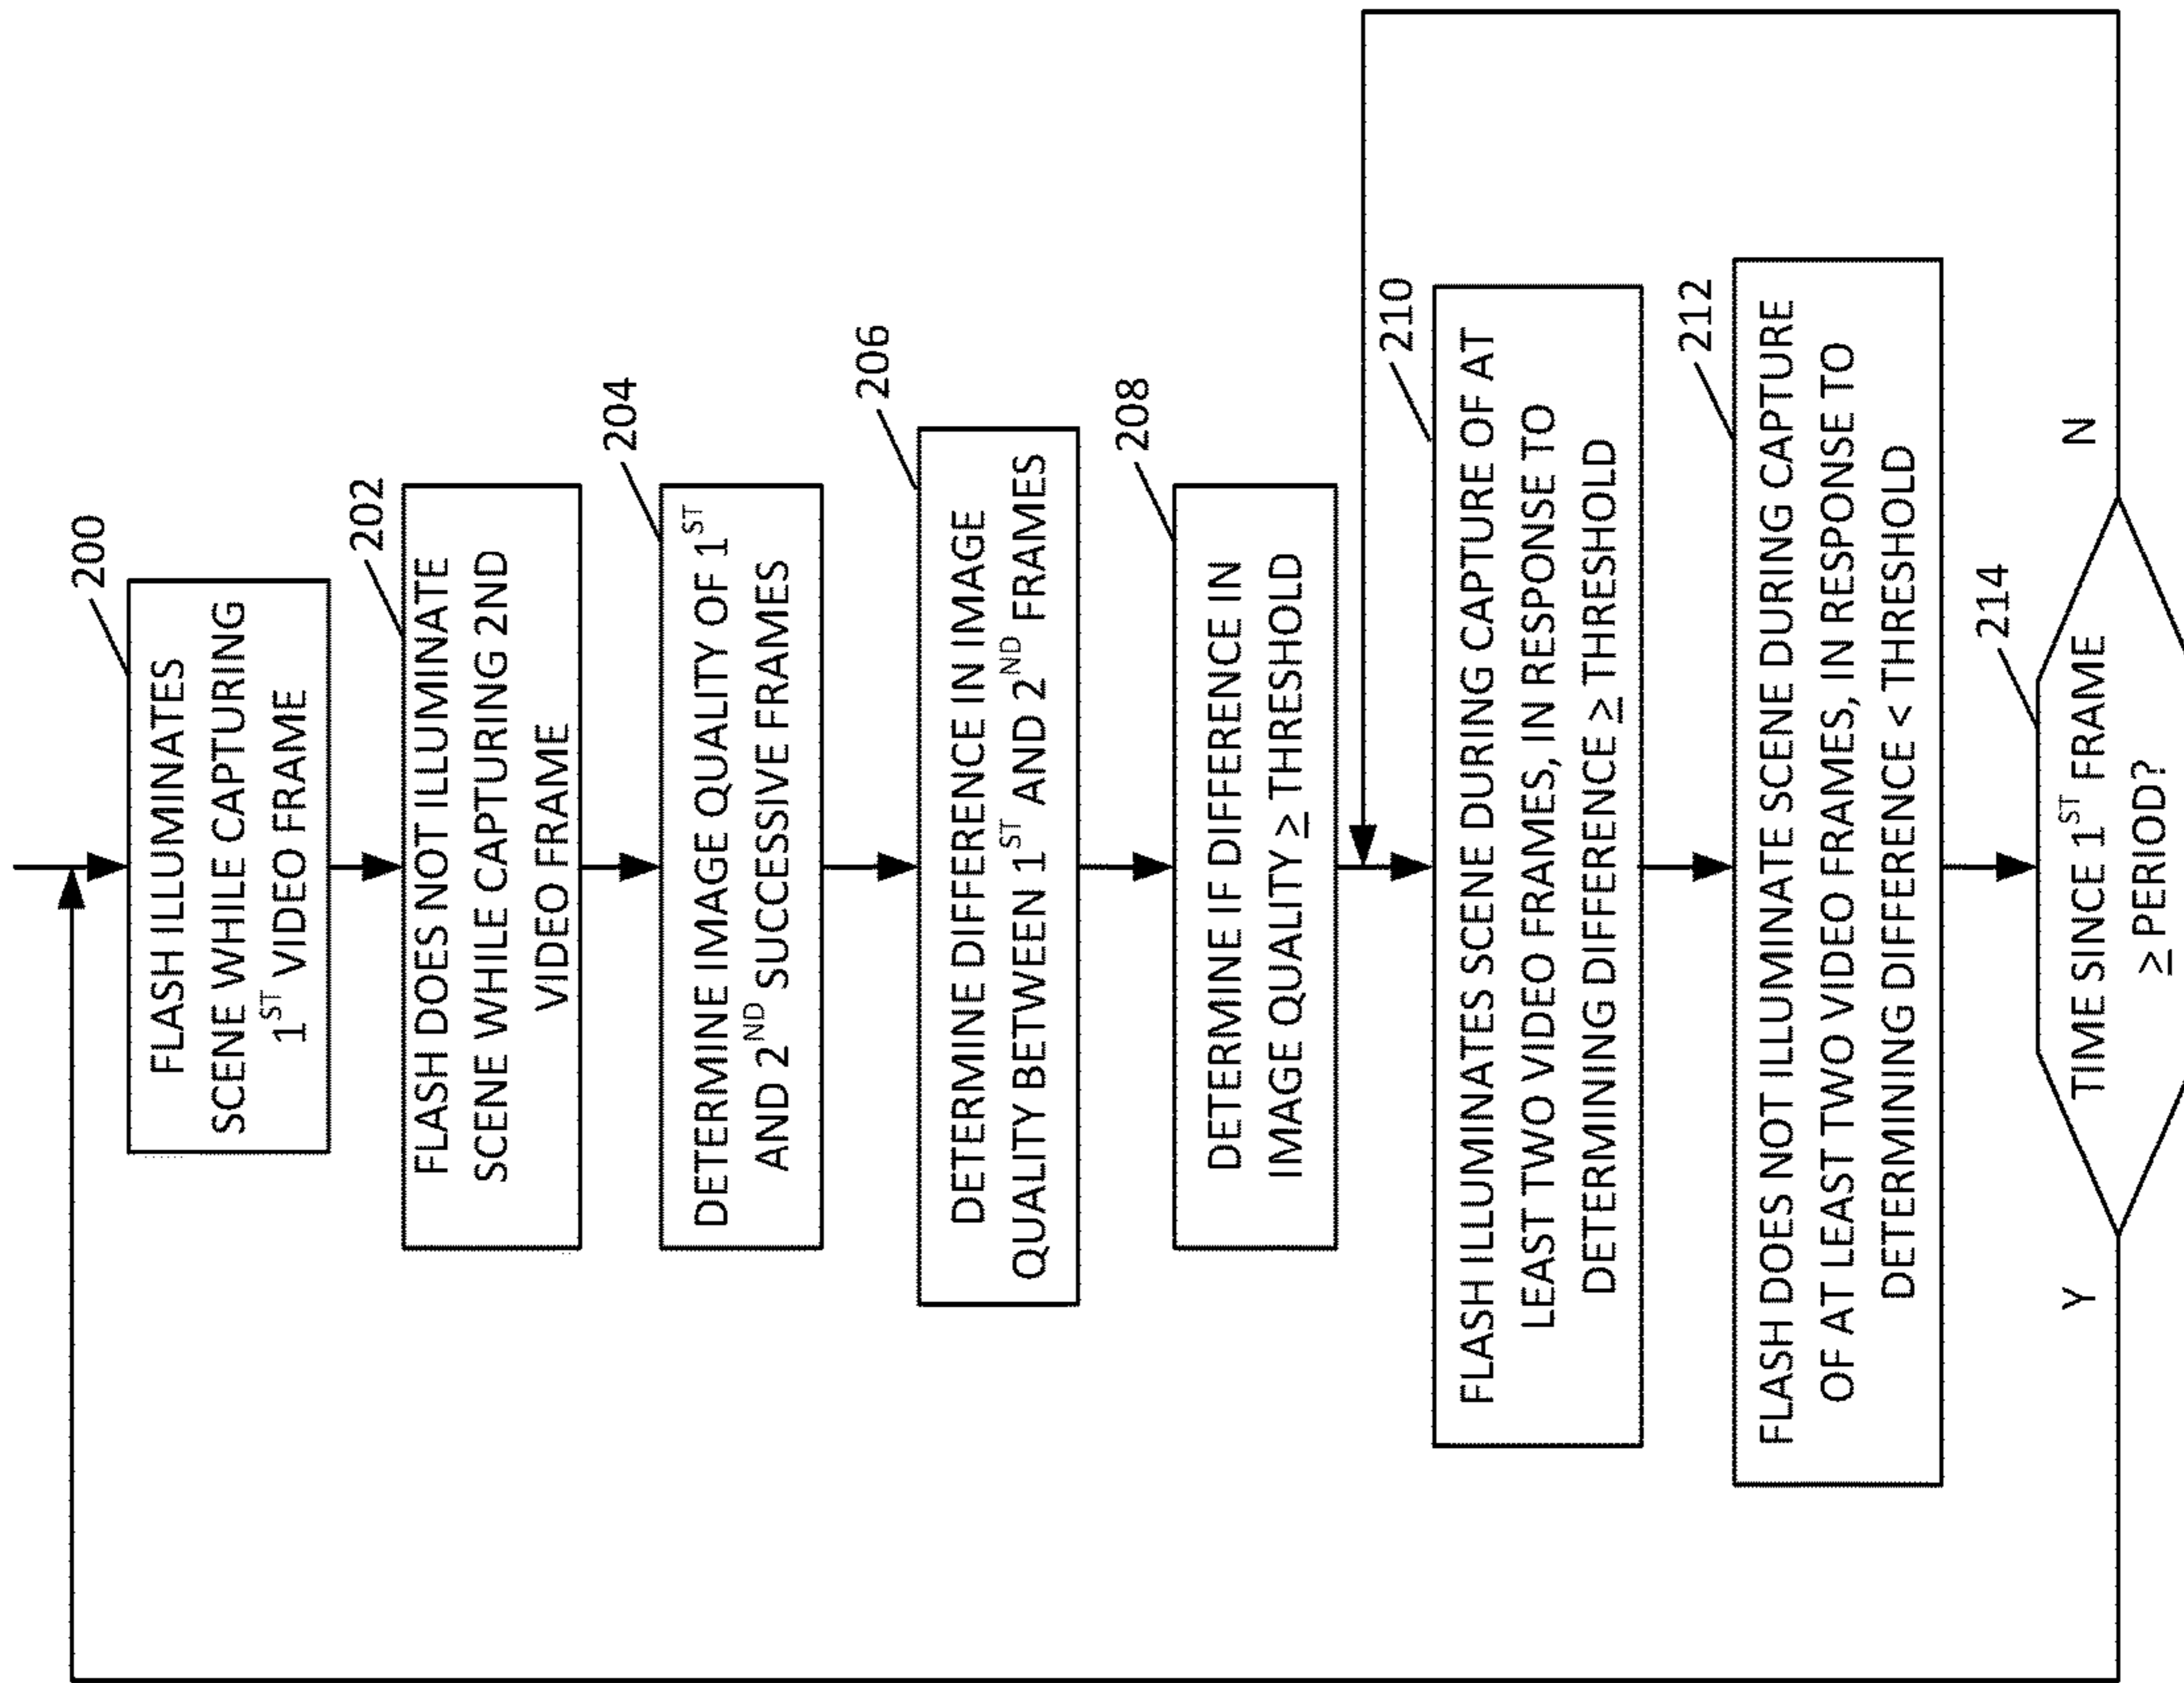 200
FLASH ILLUMINATES
SCENE WHILE CAPTURING
1ST VIDEO FRAME
202
FLASH DOES NOT ILLUMINATE
SCENE WHILE CAPTURING 2ND
VIDEO FRAME
204
DETERMINE IMAGE QUALITY OF 1ST
AND 2ND SUCCESSIVE FRAMES
206
DETERMINE DIFFERENCE IN IMAGE
QUALITY BETWEEN 1ST AND 2ND FRAMES
208
DETERMINE IF DIFFERENCE IN
IMAGE QUALITY ≥ THRESHOLD
210
FLASH ILLUMINATES SCENE DURING CAPTURE OF AT
LEAST TWO VIDEO FRAMES, IN RESPONSE TO
DETERMINING DIFFERENCE ≥ THRESHOLD
212
FLASH DOES NOT ILLUMINATE SCENE DURING CAPTURE
OF AT LEAST TWO VIDEO FRAMES, IN RESPONSE TO
DETERMINING DIFFERENCE < THRESHOLD
214
TIME SINCE 1ST FRAME
≥ PERIOD?
Y
N